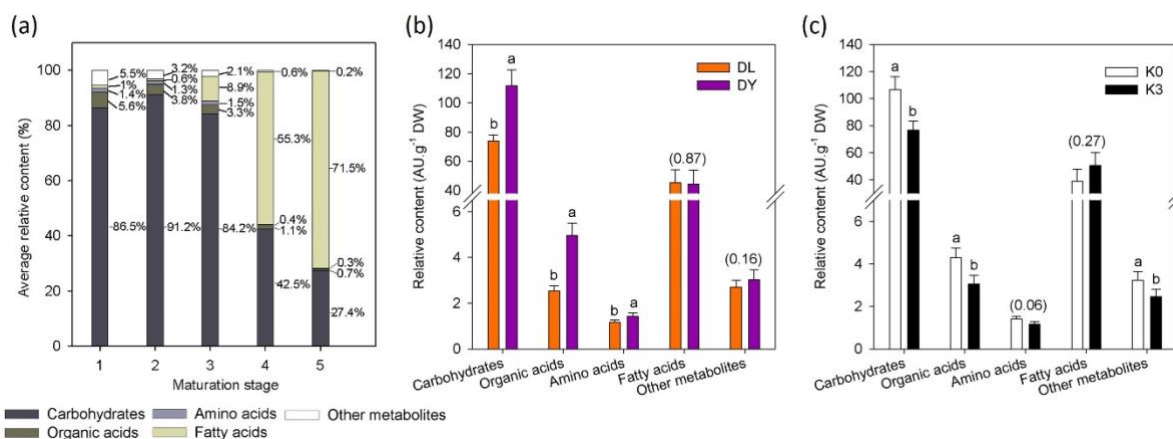 (a)
Average relative content (%)
100
80
60
40
20
0
5.5%
1%
1.4%
5.6%
86.5%
3.2%
0.6%
1.3%
3.8%
91.2%
2.1%
8.9%
1.5%
3.3%
84.2%
0.6%
55.3%
0.4%
1.1%
42.5%
0.2%
71.5%
0.3%
0.7%
27.4%
1 2 3 4 5
Maturation stage
Carbohydrates Amino acids Other metabolites
Organic acids Fatty acids
(b)
Relative content (AU.g⁻¹ DW)
140
120
100
80
60
40
6
4
2
0
DL
DY
b a
b a
b a
(0.87)
(0.16)
Carbohydrates
Organic acids
Amino acids
Fatty acids
Other metabolites
(c)
Relative content (AU.g⁻¹ DW)
140
120
100
80
60
40
6
4
2
0
K0
K3
a b
a b
(0.06)
(0.27)
a b
Carbohydrates
Organic acids
Amino acids
Fatty acids
Other metabolites